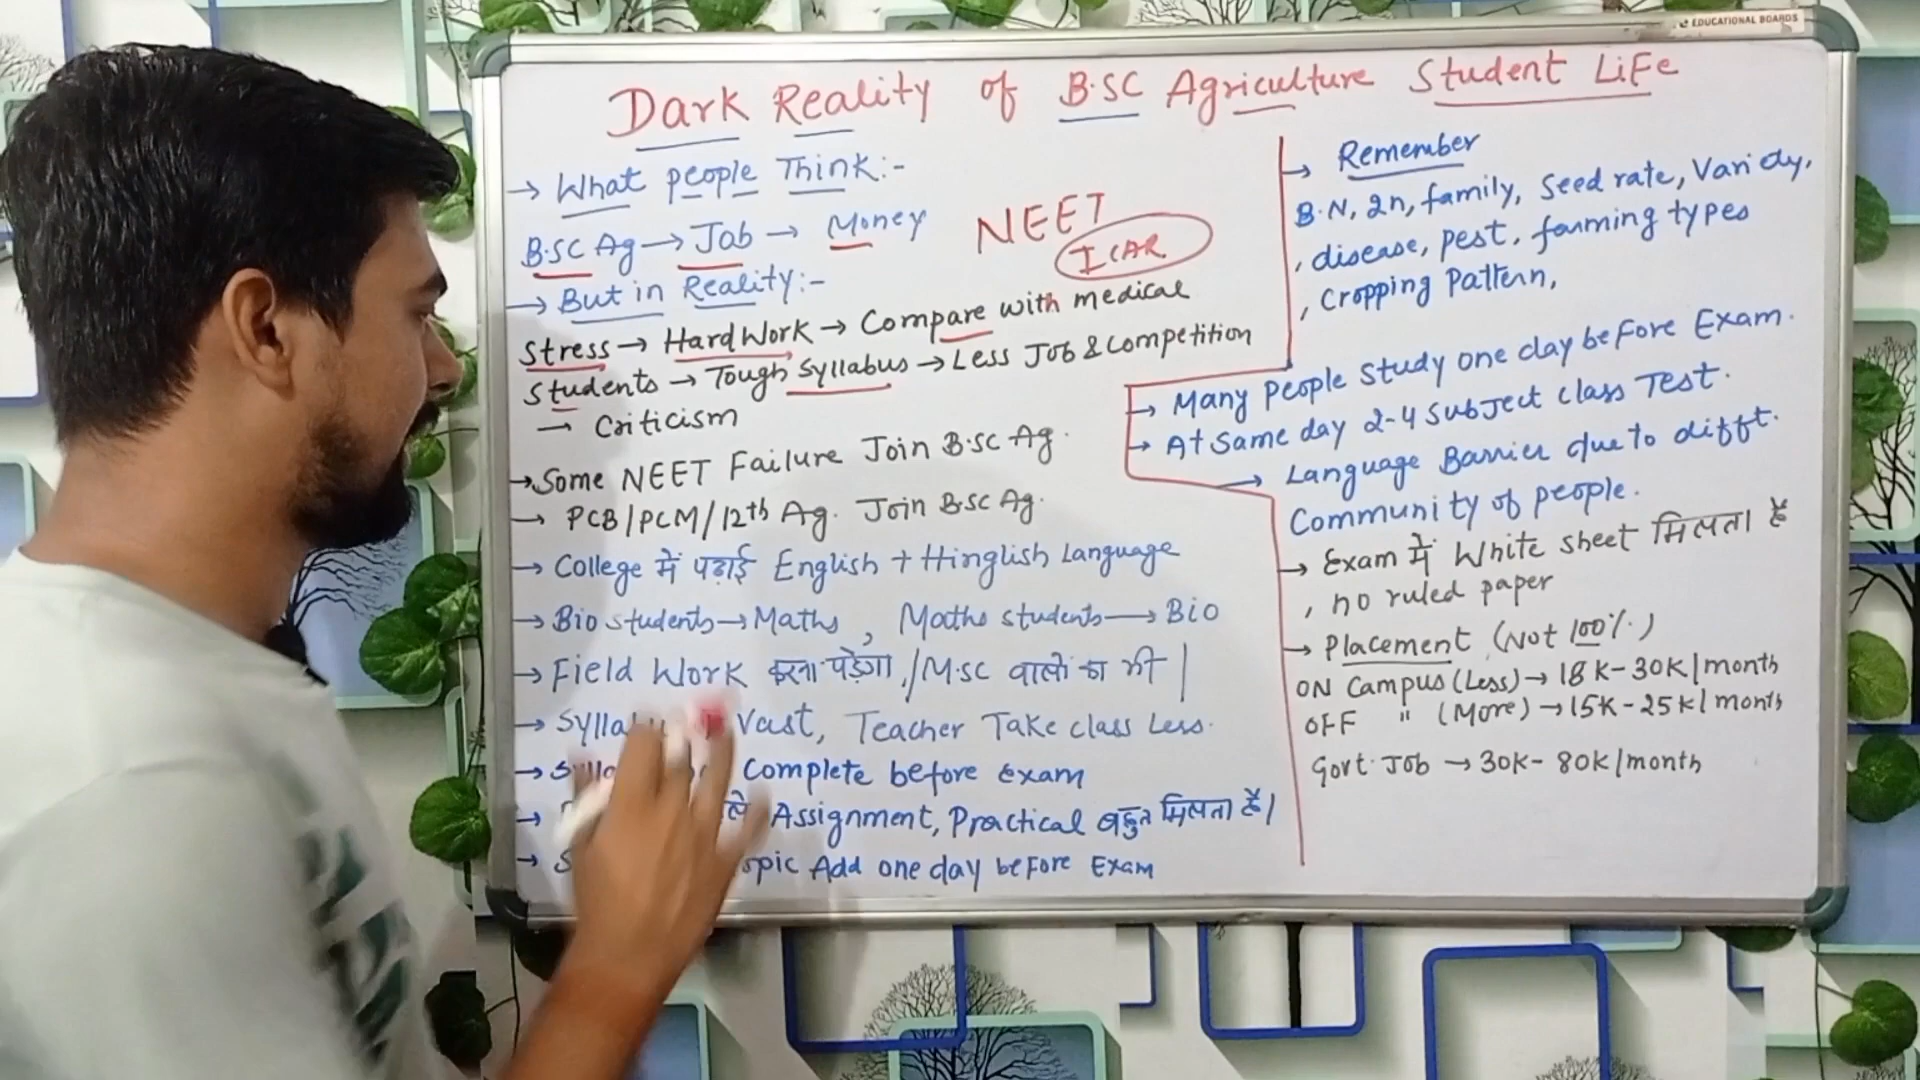 EDUCATIONAL BOARDS
Dark Reality of B.SC Agriculture Student LiFe
→ What people Think:-
B.SC Ag → Job → Money
NEET
ICAR
→ But in Reality:-
Stress → HardWork → Compare with medical
Students → Tough Syllabus → Less Job & Competition
→ Criticism
→ Some NEET Failure Join B.SC Ag.
→ PCB/PCM/12th Ag. Join B.SC Ag.
→ College में पढ़ाई English + Hinglish Language
→ Bio students → Maths, Maths students → Bio
→ Field Work करना पड़ेगा, / M.SC वालो का भी |
→ Vast, Teacher Take class Less.
→ Complete before Exam
→ Assignment, Practical बहुत मिलता है |
→ Add one day before Exam
→ Remember
B.N, 2n, family, Seed rate, Variety,
, disease, pest, farming types
, Cropping Pattern,
→ Many People Study one day before Exam.
→ At Same day 2-4 Subject class Test.
→ Language Barrier due to difft.
Community of people.
→ Exam में White sheet मिलता है
, no ruled paper
→ Placement (Not 100%)
ON Campus (Less) → 18K-30K/month
OFF " (More) → 15K-25K/month
Govt. Job → 30K-80K/month